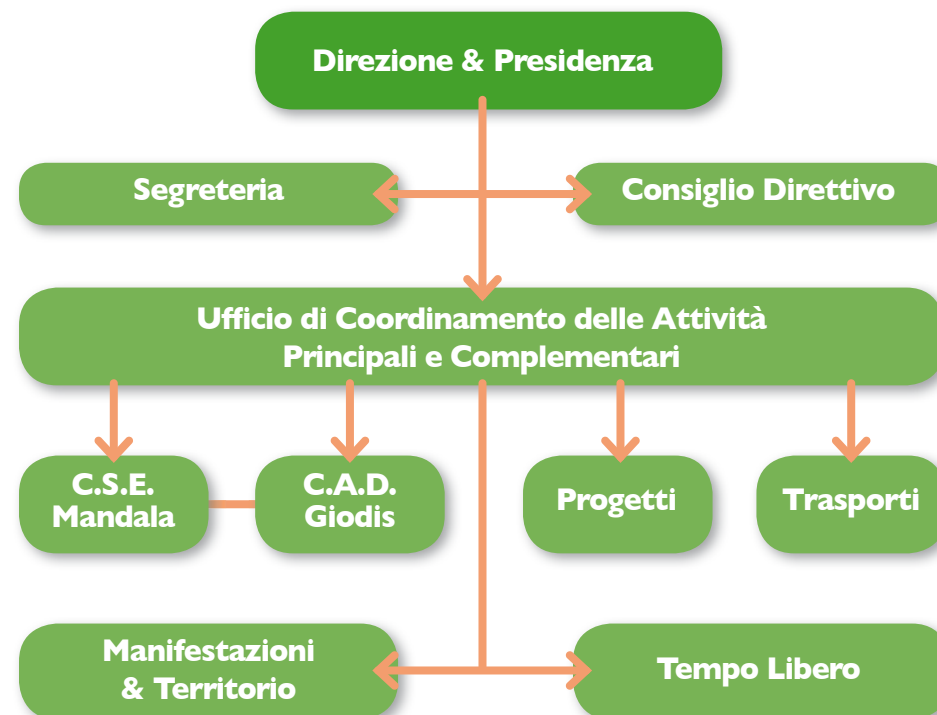 Direzione & Presidenza
Segreteria
Consiglio Direttivo
Ufficio di Coordinamento delle Attività
Principali e Complementari
C.S.E.
Mandala
C.A.D.
Giodis
Progetti
Trasporti
Manifestazioni
& Territorio
Tempo Libero